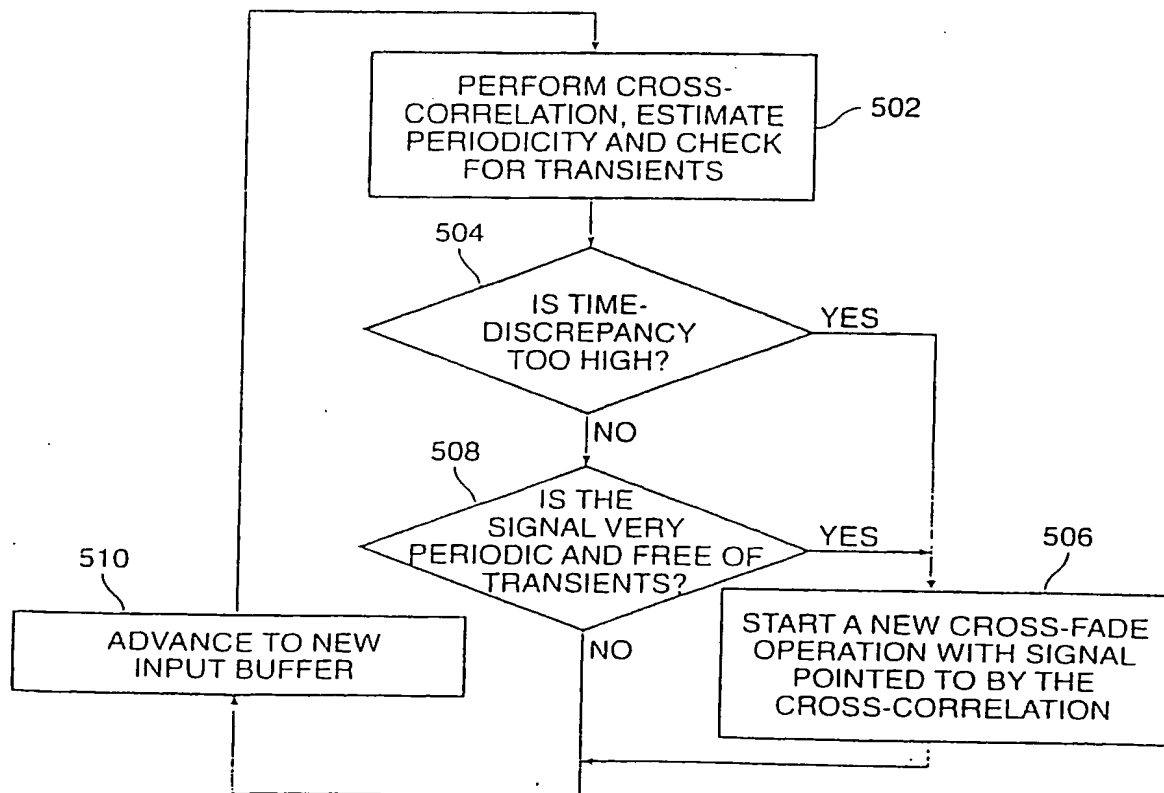 PERFORM CROSS-
CORRELATION, ESTIMATE
PERIODICITY AND CHECK
FOR TRANSIENTS
502
504
IS TIME-
DISCREPANCY
TOO HIGH?
YES
NO
508
IS THE
SIGNAL VERY
PERIODIC AND FREE OF
TRANSIENTS?
YES
NO
506
START A NEW CROSS-FADE
OPERATION WITH SIGNAL
POINTED TO BY THE
CROSS-CORRELATION
510
ADVANCE TO NEW
INPUT BUFFER